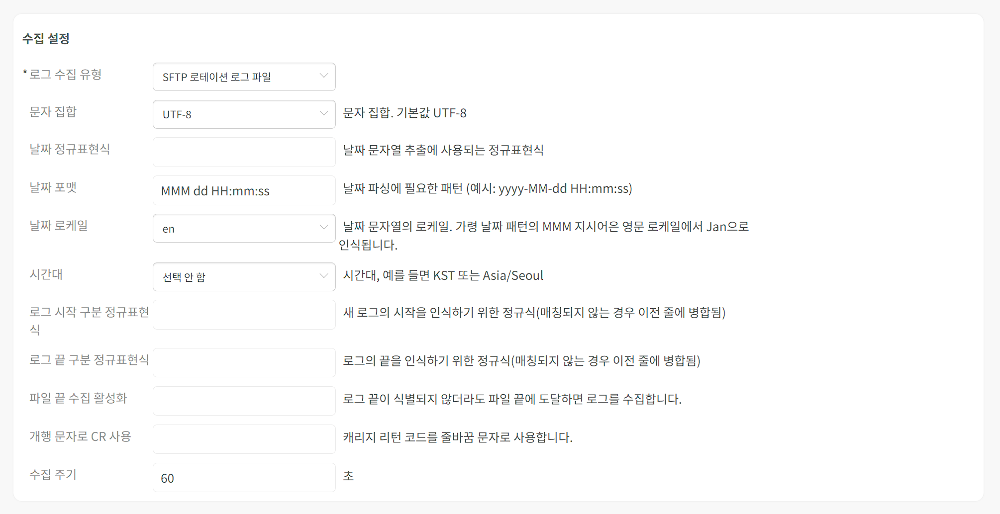 수집 설정
* 로그 수집 유형 SFTP 로테이션 로그 파일
문자 집합 UTF-8 문자 집합. 기본값 UTF-8
날짜 정규표현식 날짜 문자열 추출에 사용되는 정규표현식
날짜 포맷 MMM dd HH:mm:ss 날짜 파싱에 필요한 패턴 (예시: yyyy-MM-dd HH:mm:ss)
날짜 로케일 en 날짜 문자열의 로케일. 가령 날짜 패턴의 MMM 지시어은 영문 로케일에서 Jan으로
인식됩니다.
시간대 선택 안 함 시간대, 예를 들면 KST 또는 Asia/Seoul
로그 시작 구분 정규표현 새 로그의 시작을 인식하기 위한 정규식(매칭되지 않는 경우 이전 줄에 병합됨)
식
로그 끝 구분 정규표현식 로그의 끝을 인식하기 위한 정규식(매칭되지 않는 경우 이전 줄에 병합됨)
파일 끝 수집 활성화 로그 끝이 식별되지 않더라도 파일 끝에 도달하면 로그를 수집합니다.
개행 문자로 CR 사용 캐리지 리턴 코드를 줄바꿈 문자로 사용합니다.
수집 주기 60 초